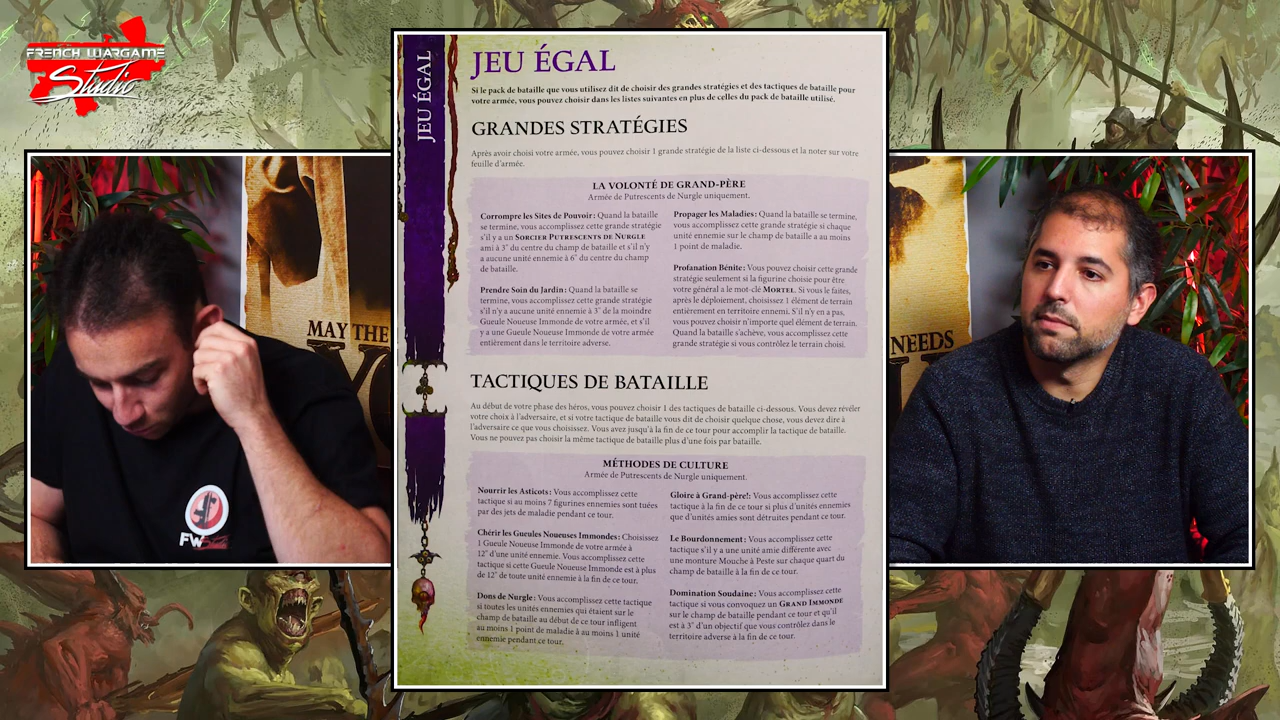 FRENCH WARGAME
Studio
JEU ÉGAL
JEU ÉGAL
Si le pack de bataille que vous utilisez dit de choisir des grandes stratégies et des tactiques de bataille pour
votre armée, vous pouvez choisir dans les listes suivantes en plus de celles du pack de bataille utilisé.
GRANDES STRATÉGIES
Après avoir choisi votre armée, vous pouvez choisir 1 grande stratégie de la liste ci-dessous et la noter sur votre
feuille d'armée.
LA VOLONTÉ DE GRAND-PÈRE
Armée de Putrescents de Nurgle uniquement.
Corrompre les Sites de Pouvoir : Quand la bataille
se termine, vous accomplissez cette grande stratégie
s'il y a un SORCIER PUTRESCENTS DE NURGLE
ami à 3" du centre du champ de bataille et s'il n'y
a aucune unité ennemie à 6" du centre du champ
de bataille.
Prendre Soin du Jardin : Quand la bataille se
termine, vous accomplissez cette grande stratégie
s'il n'y a aucune unité ennemie à 3" de la moindre
Gueule Noueuse Immonde de votre armée, et s'il
y a une Gueule Noueuse Immonde de votre armée
entièrement dans le territoire adverse.
Propager les Maladies : Quand la bataille se termine,
vous accomplissez cette grande stratégie si chaque
unité ennemie sur le champ de bataille a au moins
1 point de maladie.
Profanation Bénite : Vous pouvez choisir cette grande
stratégie seulement si la figurine choisie pour être
votre général a le mot-clé MORTEL. Si vous le faites,
après le déploiement, choisissez 1 élément de terrain
entièrement en territoire ennemi. S'il n'y en a pas,
vous pouvez choisir n'importe quel élément de terrain.
Quand la bataille s'achève, vous accomplissez cette
grande stratégie si vous contrôlez le terrain choisi.
TACTIQUES DE BATAILLE
Au début de votre phase des héros, vous pouvez choisir 1 des tactiques de bataille ci-dessous. Vous devez révéler
votre choix à l'adversaire, et si votre tactique de bataille vous dit de choisir quelque chose, vous devez dire à
l'adversaire ce que vous choisissez. Vous avez jusqu'à la fin de ce tour pour accomplir la tactique de bataille.
Vous ne pouvez pas choisir la même tactique de bataille plus d'une fois par bataille.
MÉTHODES DE CULTURE
Armée de Putrescents de Nurgle uniquement.
Nourrir les Asticots : Vous accomplissez cette
tactique si au moins 7 figurines ennemies sont tuées
par des jets de maladie pendant ce tour.
Chérir les Gueules Noueuses Immondes : Choisissez
1 Gueule Noueuse Immonde de votre armée à
12" d'une unité ennemie. Vous accomplissez cette
tactique si cette Gueule Noueuse Immonde est à plus
de 12" de toute unité ennemie à la fin de ce tour.
Dons de Nurgle : Vous accomplissez cette tactique
si toutes les unités ennemies qui étaient sur le
champ de bataille au début de ce tour infligent
au moins 1 point de maladie à au moins 1 unité
ennemie pendant ce tour.
Gloire à Grand-père! : Vous accomplissez cette
tactique à la fin de ce tour si plus d'unités ennemies
que d'unités amies sont détruites pendant ce tour.
Le Bourdonnement : Vous accomplissez cette
tactique s'il y a une unité amie différente avec
une monture Mouche à Peste sur chaque quart du
champ de bataille à la fin de ce tour.
Domination Soudaine : Vous accomplissez cette
tactique si vous convoquez un GRAND IMMONDE
sur le champ de bataille pendant ce tour et qu'il
est à 3" d'un objectif que vous contrôlez dans le
territoire adverse à la fin de ce tour.
MAY THE
NEEDS
FW